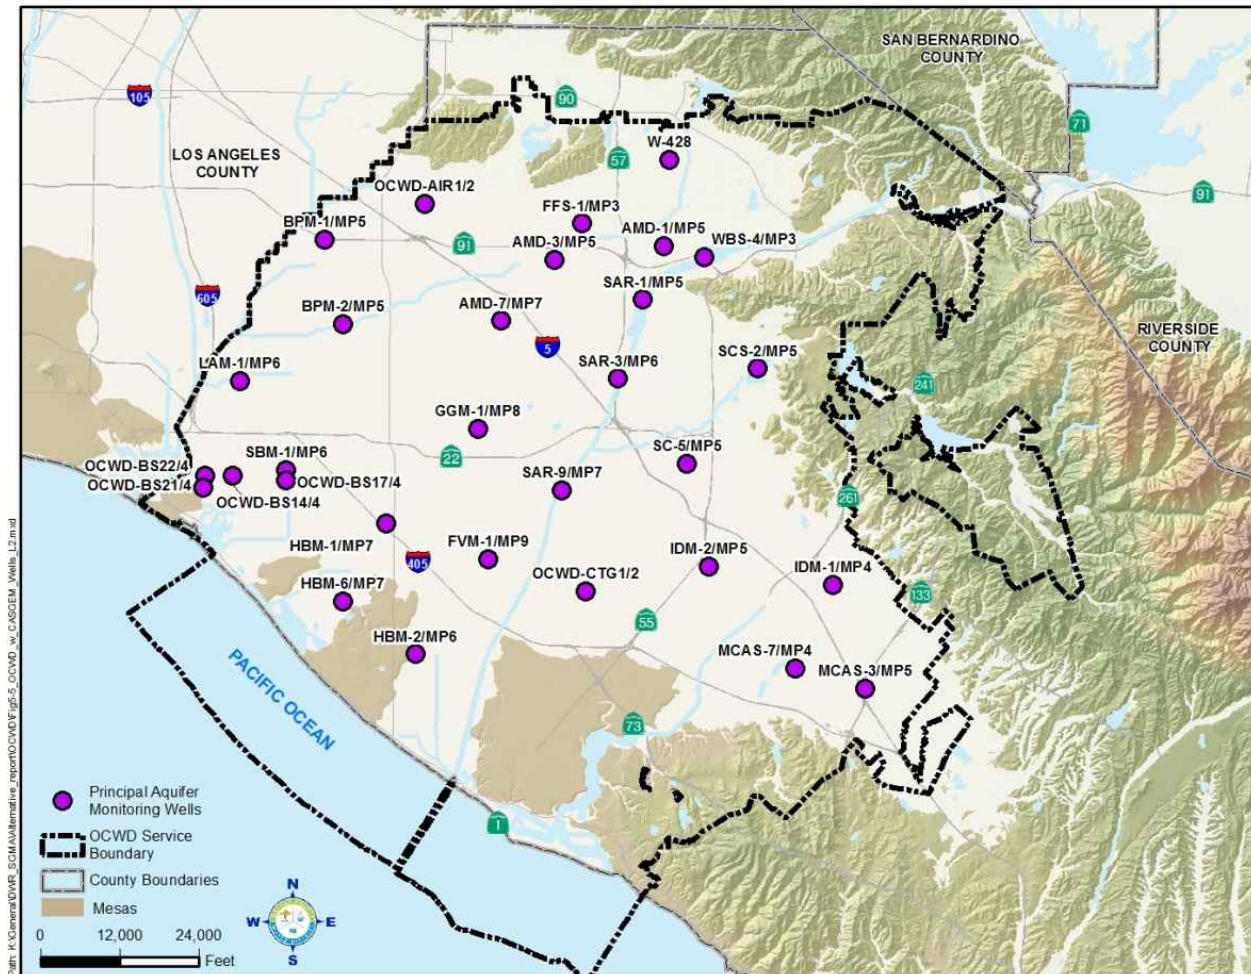 SAN BERNARDINO
COUNTY
105
90
71
LOS ANGELES
COUNTY
57
W-428
OCWD-AIR1/2
91
BPM-1/MP5
FFS-1/MP3
AMD-1/MP5
91
AMD-3/MP5
WBS-4/MP3
605
SAR-1/MP5
BPM-2/MP5
AMD-7/MP7
RIVERSIDE
COUNTY
5
LAM-1/MP6
SAR-3/MP6
SCS-2/MP5
241
GGM-1/MP8
22
SBM-1/MP6
SC-5/MP5
OCWD-BS22/4
OCWD-BS21/4
OCWD-BS17/4
OCWD-BS14/4
SAR-9/MP7
261
HBM-1/MP7
FVM-1/MP9
IDM-2/MP5
405
OCWD-CTG1/2
IDM-1/MP4
HBM-6/MP7
133
55
HBM-2/MP6
MCAS-7/MP4
MCAS-3/MP5
PACIFIC OCEAN
73
1
Principal Aquifer
Monitoring Wells
OCWD Service
Boundary
County Boundaries
Mesas
N
W E
S
0 12,000 24,000
Feet